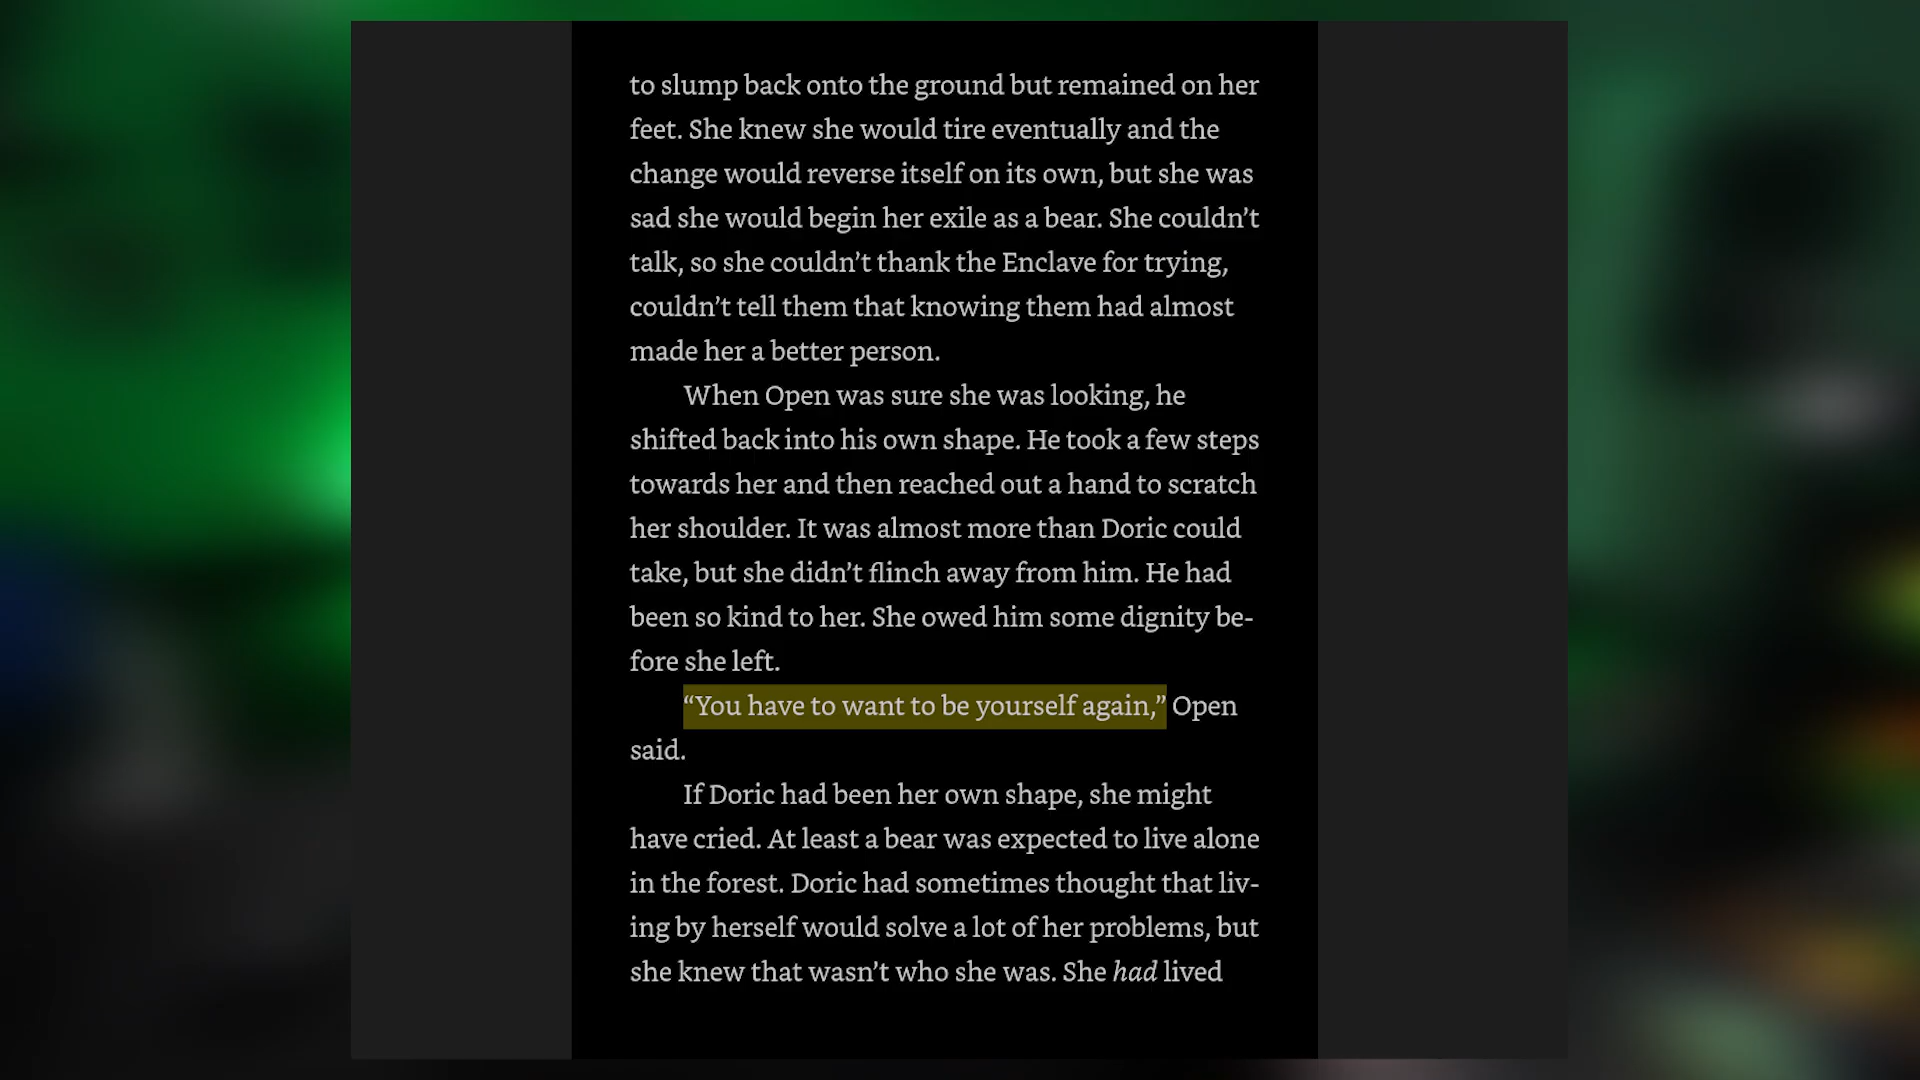 to slump back onto the ground but remained on her
feet. She knew she would tire eventually and the
change would reverse itself on its own, but she was
sad she would begin her exile as a bear. She couldn’t
talk, so she couldn’t thank the Enclave for trying,
couldn’t tell them that knowing them had almost
made her a better person.
When Open was sure she was looking, he
shifted back into his own shape. He took a few steps
towards her and then reached out a hand to scratch
her shoulder. It was almost more than Doric could
take, but she didn’t flinch away from him. He had
been so kind to her. She owed him some dignity be-
fore she left.
“You have to want to be yourself again,” Open
said.
If Doric had been her own shape, she might
have cried. At least a bear was expected to live alone
in the forest. Doric had sometimes thought that liv-
ing by herself would solve a lot of her problems, but
she knew that wasn’t who she was. She had lived